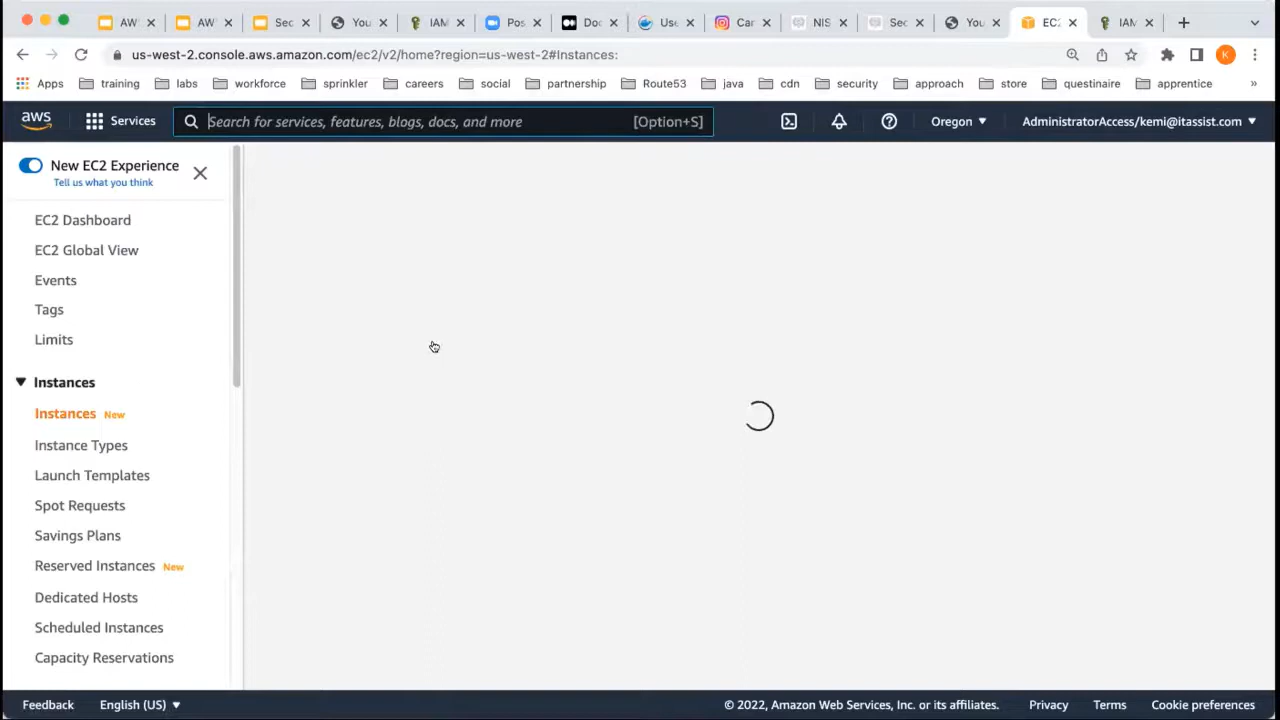 AW
AW
Sec
You
IAM
Pos
Doc
Use
Car
NIS
Sec
You
EC2
IAM
us-west-2.console.aws.amazon.com/ec2/v2/home?region=us-west-2#Instances:
K
Apps
training
labs
workforce
sprinkler
careers
social
partnership
Route53
java
cdn
security
approach
store
questinaire
apprentice
»
aws
Services
Search for services, features, blogs, docs, and more
[Option+S]
Oregon
AdministratorAccess/kemi@itassist.com
New EC2 Experience
Tell us what you think
EC2 Dashboard
EC2 Global View
Events
Tags
Limits
Instances
Instances New
Instance Types
Launch Templates
Spot Requests
Savings Plans
Reserved Instances New
Dedicated Hosts
Scheduled Instances
Capacity Reservations
Feedback
English (US)
© 2022, Amazon Web Services, Inc. or its affiliates.
Privacy
Terms
Cookie preferences